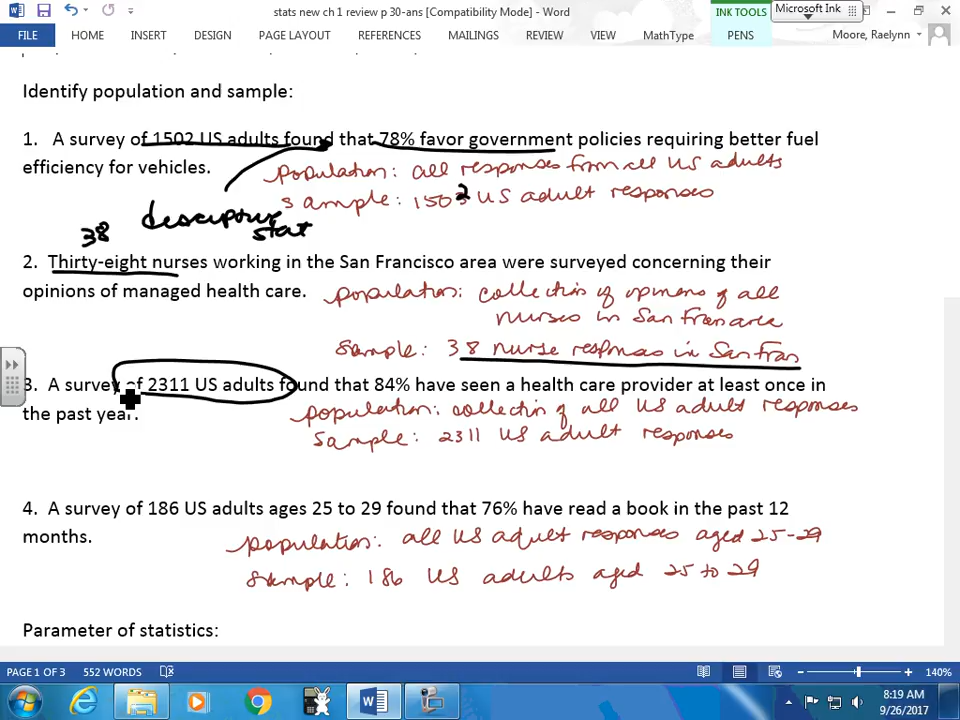 stats new ch 1 review p 30-ans [Compatibility Mode] - Word
INK TOOLS
Microsoft Ink
FILE HOME INSERT DESIGN PAGE LAYOUT REFERENCES MAILINGS REVIEW VIEW MathType PENS Moore, Raelynn
Identify population and sample:
1. A survey of 1502 US adults found that 78% favor government policies requiring better fuel
efficiency for vehicles.
population: all responses from all US adults
sample: 1502 US adult responses
descriptive
stat
38
2. Thirty-eight nurses working in the San Francisco area were surveyed concerning their
opinions of managed health care.
population: collection of opinions of all
nurses in San Fran area
Sample: 38 nurse responses in San Fran
3. A survey of 2311 US adults found that 84% have seen a health care provider at least once in
the past year.
population: collection of all US adult responses
Sample: 2311 US adult responses
4. A survey of 186 US adults ages 25 to 29 found that 76% have read a book in the past 12
months.
population: all US adult responses aged 25-29
sample: 186 US adults aged 25 to 29
Parameter of statistics:
PAGE 1 OF 3 552 WORDS 140%
8:19 AM
9/26/2017